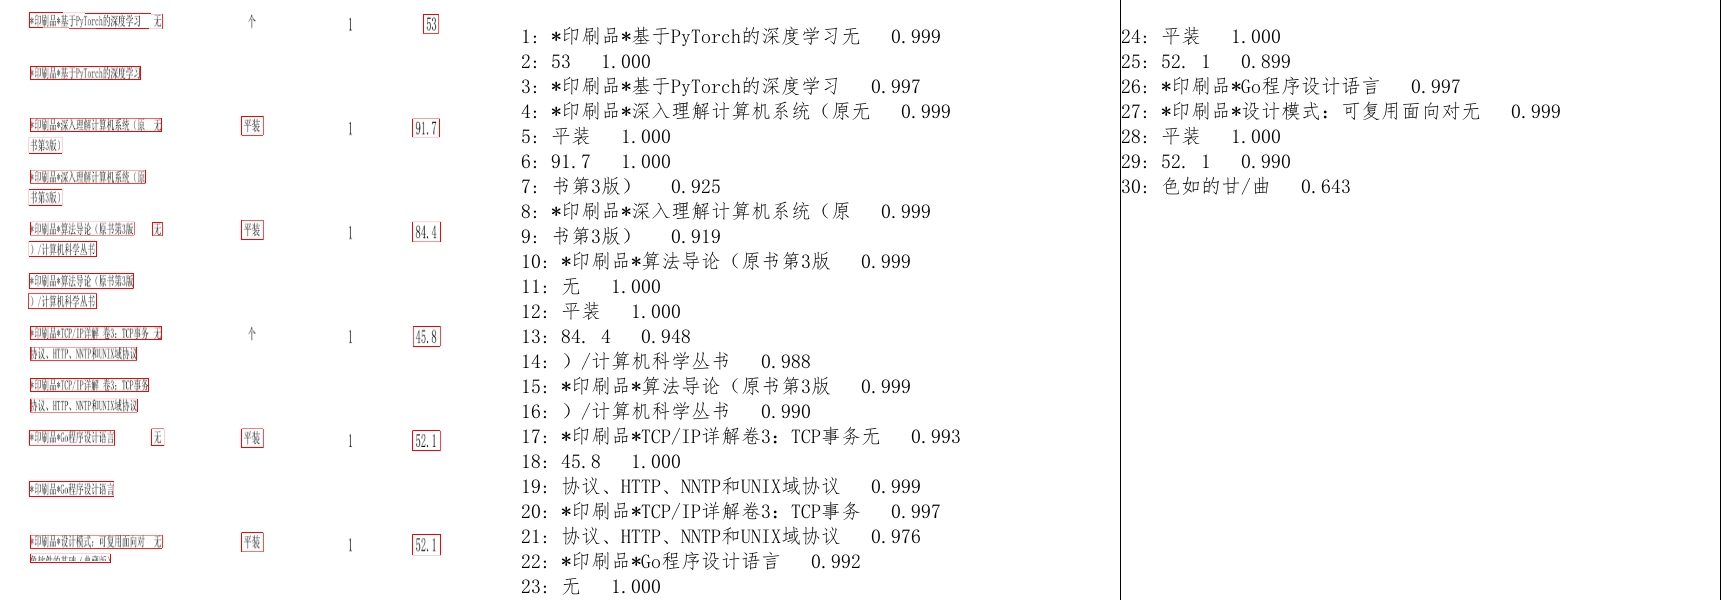 *印刷品*基于PyTorch的深度学习 无 个 1 53
*印刷品*基于PyTorch的深度学习
*印刷品*深入理解计算机系统（原 无 平装 1 91.7
书第3版）
*印刷品*深入理解计算机系统（原
书第3版）
*印刷品*算法导论（原书第3版 无 平装 1 84.4
）/计算机科学丛书
*印刷品*算法导论（原书第3版
）/计算机科学丛书
*印刷品*TCP/IP详解 卷3：TCP事务 无 个 1 45.8
协议、HTTP、NNTP和UNIX域协议
*印刷品*TCP/IP详解 卷3：TCP事务
协议、HTTP、NNTP和UNIX域协议
*印刷品*Go程序设计语言 无 平装 1 52.1
*印刷品*Go程序设计语言
*印刷品*设计模式：可复用面向对 无 平装 1 52.1
1: *印刷品*基于PyTorch的深度学习无 0.999
2: 53 1.000
3: *印刷品*基于PyTorch的深度学习 0.997
4: *印刷品*深入理解计算机系统（原无 0.999
5: 平装 1.000
6: 91.7 1.000
7: 书第3版） 0.925
8: *印刷品*深入理解计算机系统（原 0.999
9: 书第3版） 0.919
10: *印刷品*算法导论（原书第3版 0.999
11: 无 1.000
12: 平装 1.000
13: 84. 4 0.948
14: ）/计算机科学丛书 0.988
15: *印刷品*算法导论（原书第3版 0.999
16: ）/计算机科学丛书 0.990
17: *印刷品*TCP/IP详解卷3：TCP事务无 0.993
18: 45.8 1.000
19: 协议、HTTP、NNTP和UNIX域协议 0.999
20: *印刷品*TCP/IP详解卷3：TCP事务 0.997
21: 协议、HTTP、NNTP和UNIX域协议 0.976
22: *印刷品*Go程序设计语言 0.992
23: 无 1.000
24: 平装 1.000
25: 52. 1 0.899
26: *印刷品*Go程序设计语言 0.997
27: *印刷品*设计模式：可复用面向对无 0.999
28: 平装 1.000
29: 52. 1 0.990
30: 色如的甘/曲 0.643